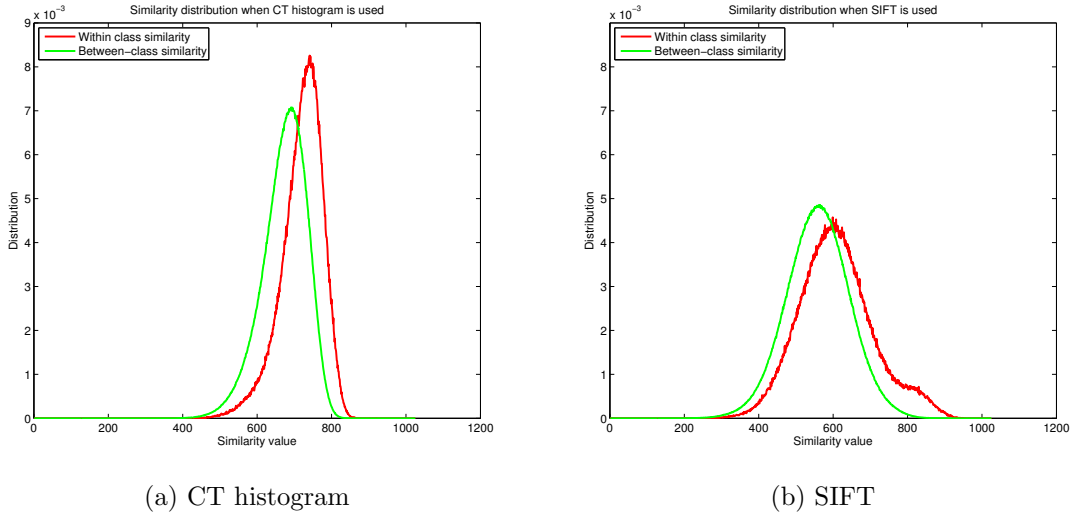 Similarity distribution when CT histogram is used
x 10⁻³
9
8
7
6
5
4
3
2
1
0
Distribution
Within class similarity
Between−class similarity
0 200 400 600 800 1000 1200
Similarity value
(a) CT histogram
Similarity distribution when SIFT is used
x 10⁻³
9
8
7
6
5
4
3
2
1
0
Distribution
Within class similarity
Between−class similarity
0 200 400 600 800 1000 1200
Similarity value
(b) SIFT